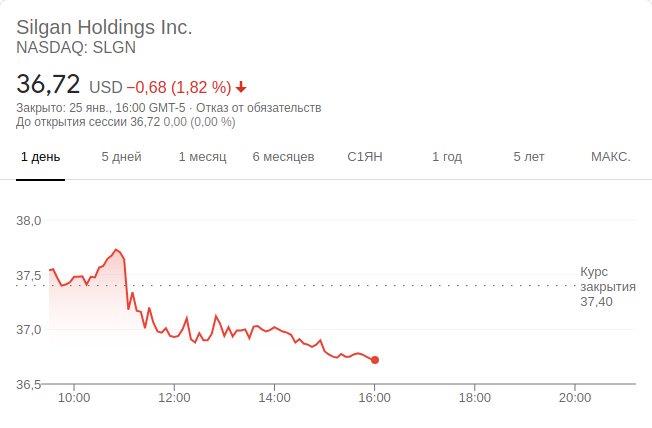 Silgan Holdings Inc.
NASDAQ: SLGN
36,72 USD −0,68 (1,82 %)
Закрыто: 25 янв., 16:00 GMT-5 · Отказ от обязательств
До открытия сессии 36,72 0,00 (0,00 %)
1 день 5 дней 1 месяц 6 месяцев С1ЯН 1 год 5 лет МАКС.
38,0
37,5
37,0
36,5
Курс
закрытия
37,40
10:00 12:00 14:00 16:00 18:00 20:00